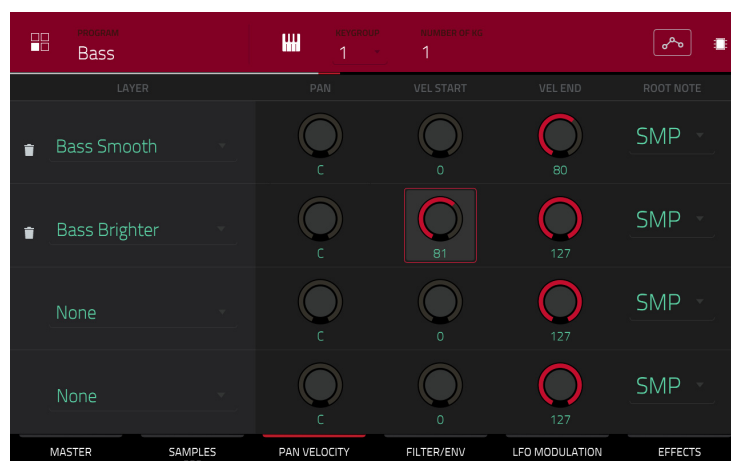 PROGRAM KEYGROUP NUMBER OF KG
Bass 1 1
LAYER PAN VEL START VEL END ROOT NOTE
Bass Smooth SMP
C 0 80
Bass Brighter SMP
C 81 127
None SMP
C 0 127
None SMP
C 0 127
MASTER SAMPLES PAN VELOCITY FILTER/ENV LFO MODULATION EFFECTS